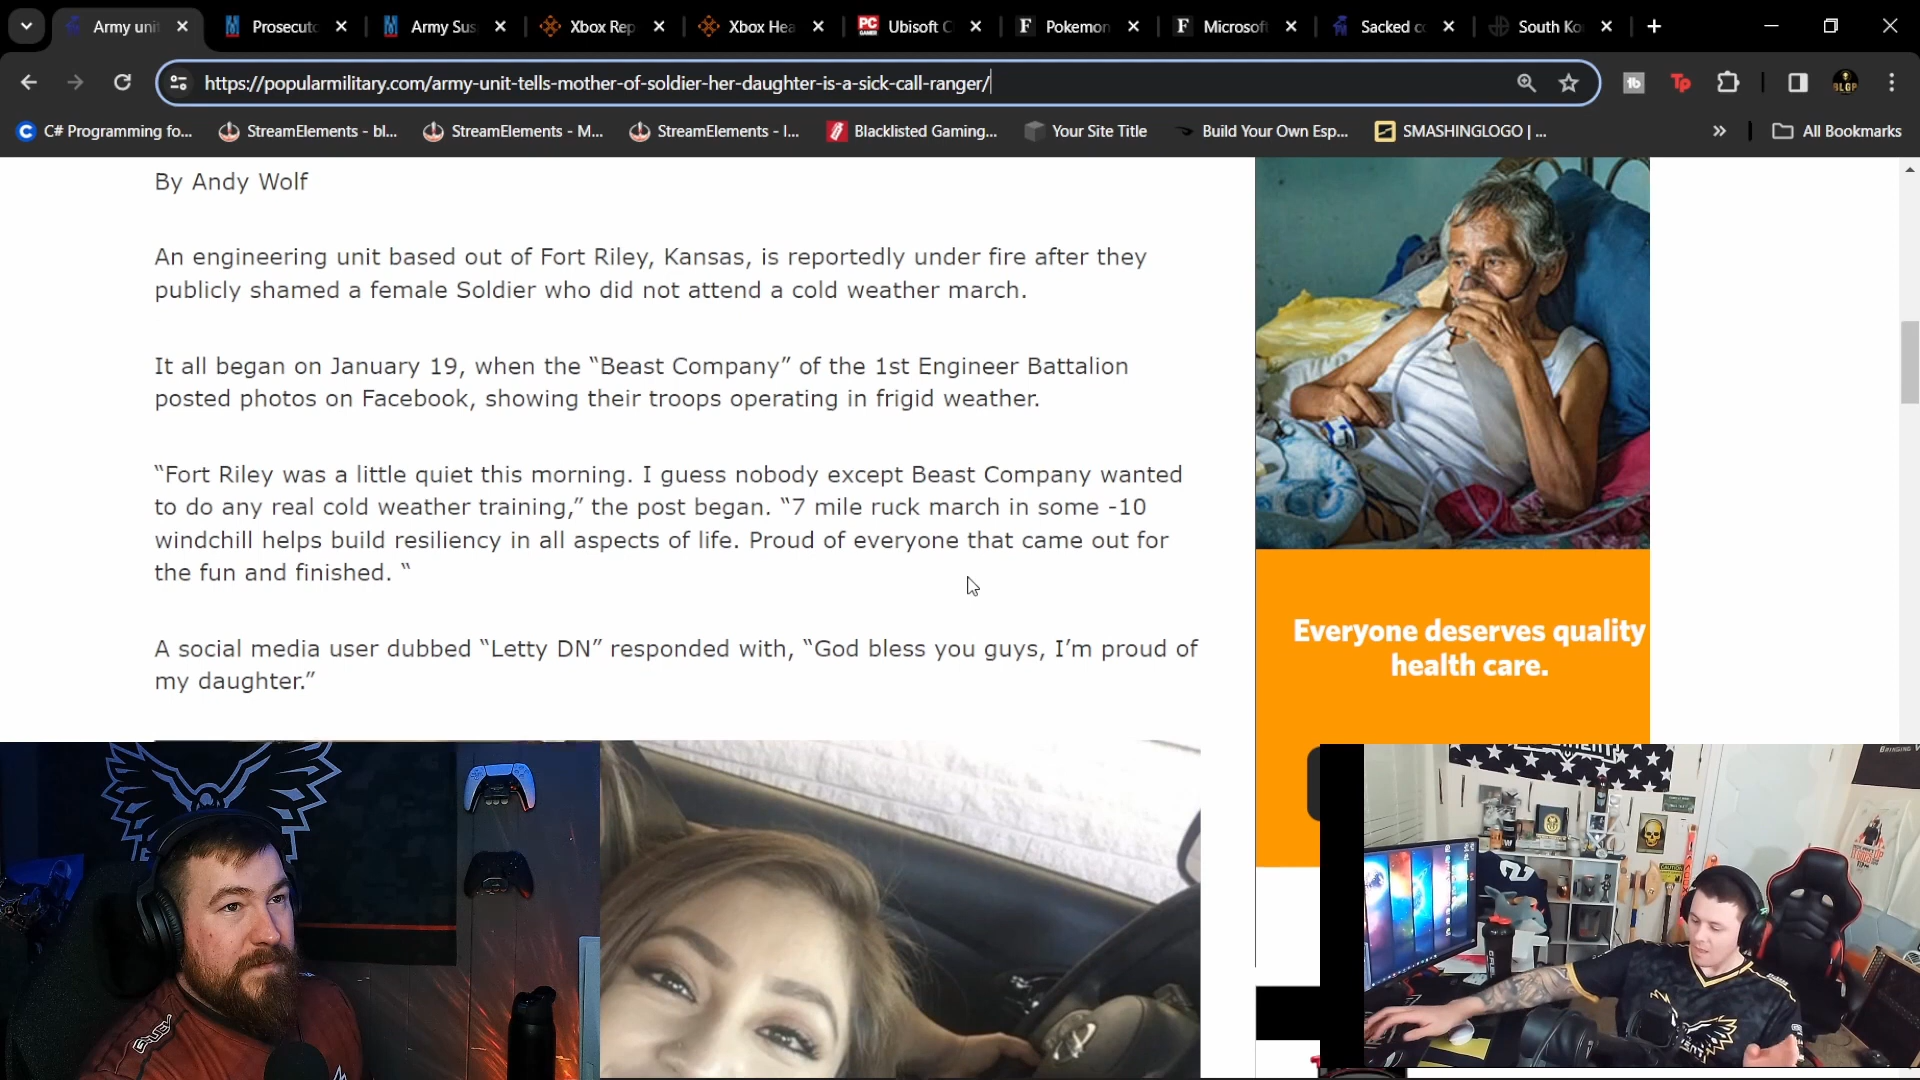 Army uni
Prosecuto
Army Sus
Xbox Rep
Xbox Hea
Ubisoft C
Pokemon
Microsoft
Sacked co
South Ko
https://popularmilitary.com/army-unit-tells-mother-of-soldier-her-daughter-is-a-sick-call-ranger/
C# Programming fo...
StreamElements - bl...
StreamElements - M...
StreamElements - I...
Blacklisted Gaming...
Your Site Title
Build Your Own Esp...
SMASHINGLOGO | ...
»
All Bookmarks
By Andy Wolf
An engineering unit based out of Fort Riley, Kansas, is reportedly under fire after they
publicly shamed a female Soldier who did not attend a cold weather march.
It all began on January 19, when the “Beast Company” of the 1st Engineer Battalion
posted photos on Facebook, showing their troops operating in frigid weather.
“Fort Riley was a little quiet this morning. I guess nobody except Beast Company wanted
to do any real cold weather training,” the post began. “7 mile ruck march in some -10
windchill helps build resiliency in all aspects of life. Proud of everyone that came out for
the fun and finished. “
A social media user dubbed “Letty DN” responded with, “God bless you guys, I’m proud of
my daughter.”
Everyone deserves quality
health care.